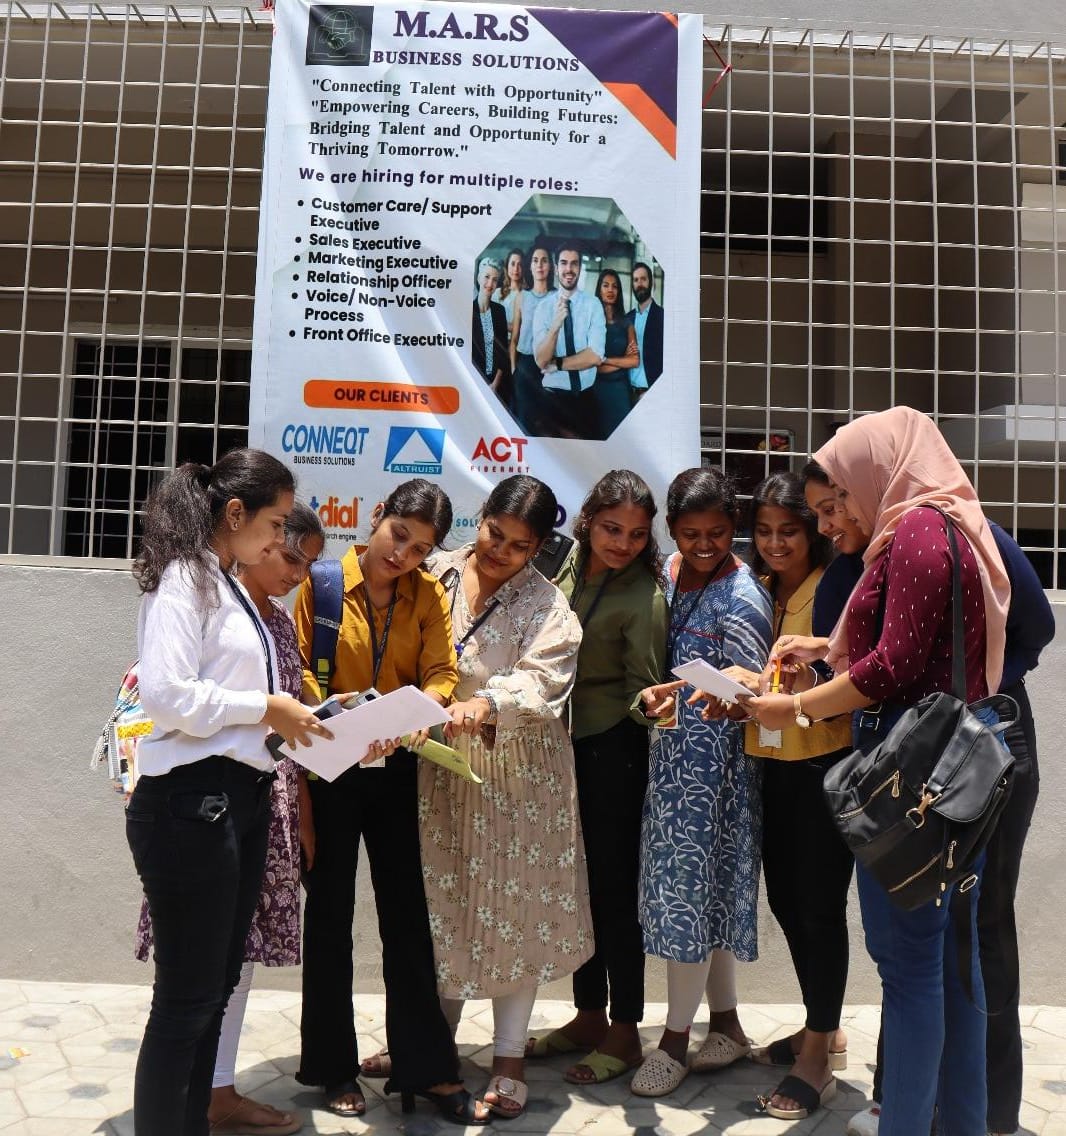 M.A.R.S
BUSINESS SOLUTIONS
"Connecting Talent with Opportunity"
"Empowering Careers, Building Futures:
Bridging Talent and Opportunity for a
Thriving Tomorrow."
We are hiring for multiple roles:
• Customer Care/ Support
Executive
• Sales Executive
• Marketing Executive
• Relationship Officer
• Voice/ Non-Voice
Process
• Front Office Executive
OUR CLIENTS
CONNEQT
BUSINESS SOLUTIONS
ALTRUIST
ACT
FIBERNET
tdial
engine